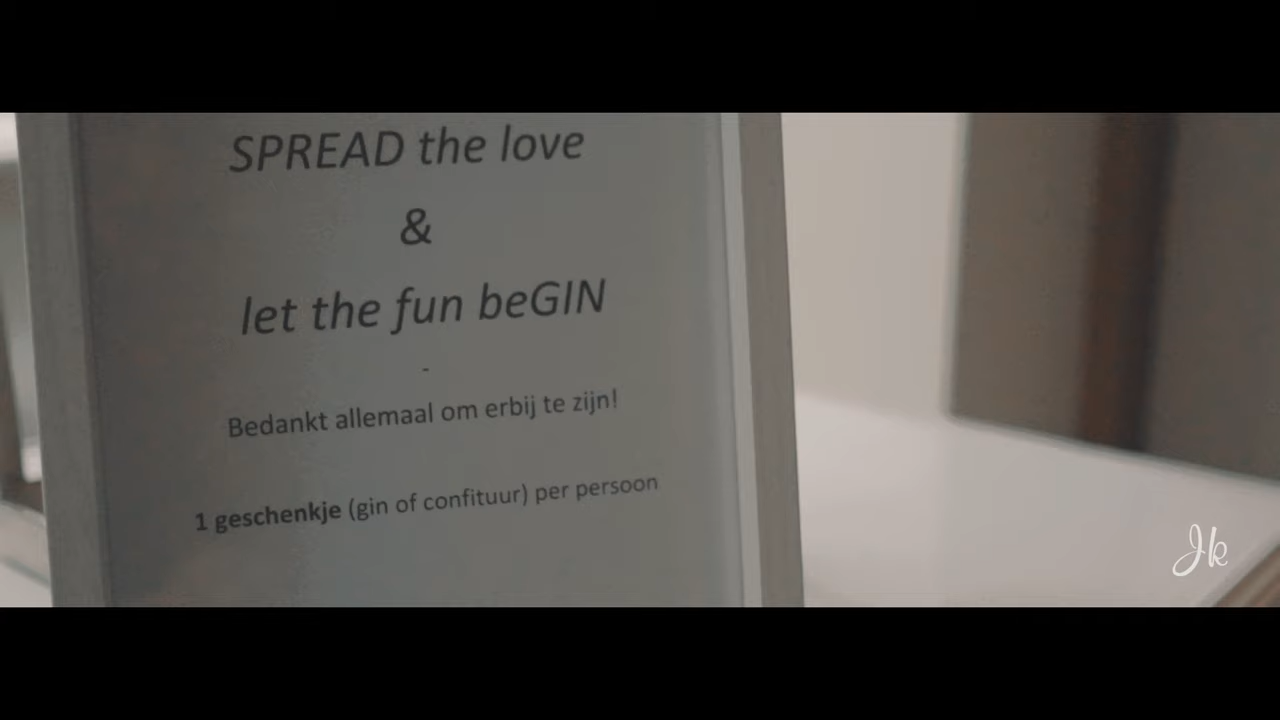 SPREAD the love
&
let the fun beGIN
-
Bedankt allemaal om erbij te zijn!
1 geschenkje (gin of confituur) per persoon
Jk